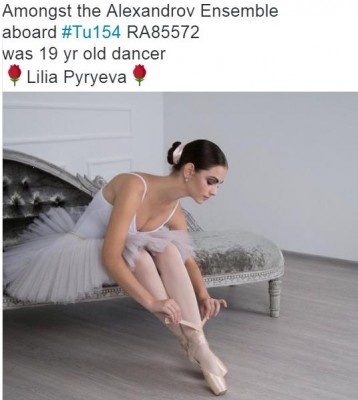 Amongst the Alexandrov Ensemble
aboard #Tu154 RA85572
was 19 yr old dancer
🌹Lilia Pyryeva🌹